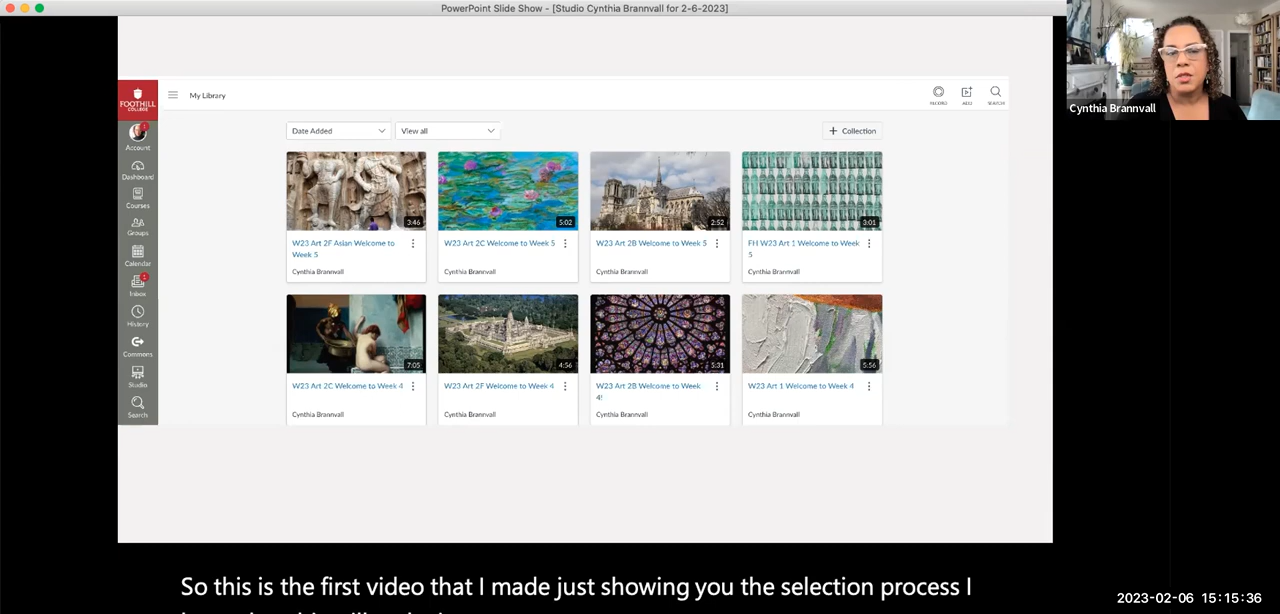 PowerPoint Slide Show - [Studio Cynthia Brannvall for 2-6-2023]
Cynthia Brannvall
FOOTHILL
COLLEGE
My Library
RECORD
ADD
SEARCH
Date Added
View all
+ Collection
Account
Dashboard
Courses
Groups
Calendar
1
Inbox
History
Commons
Studio
Search
3:46
5:02
2:52
3:01
W23 Art 2F Asian Welcome to
Week 5
Cynthia Brannvall
W23 Art 2C Welcome to Week 5
Cynthia Brannvall
W23 Art 2B Welcome to Week 5
Cynthia Brannvall
FH W23 Art 1 Welcome to Week
5
Cynthia Brannvall
7:05
4:56
5:31
5:56
W23 Art 2C Welcome to Week 4
Cynthia Brannvall
W23 Art 2F Welcome to Week 4
Cynthia Brannvall
W23 Art 2B Welcome to Week
4!
Cynthia Brannvall
W23 Art 1 Welcome to Week 4
Cynthia Brannvall
So this is the first video that I made just showing you the selection process I
2023-02-06 15:15:36